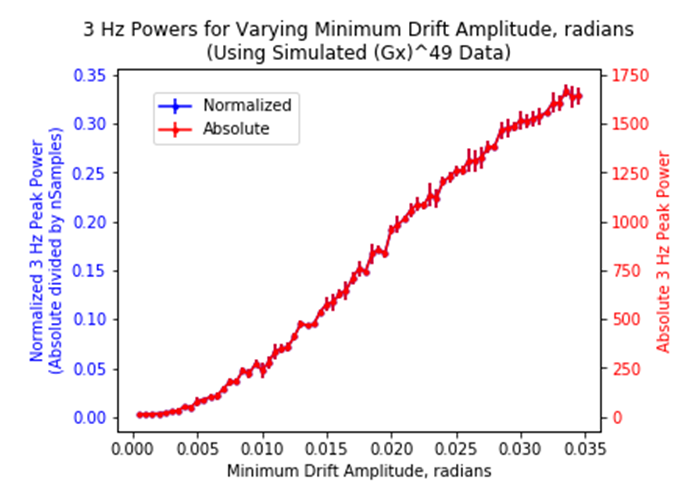 3 Hz Powers for Varying Minimum Drift Amplitude, radians
(Using Simulated (Gx)^49 Data)
Normalized
Absolute
Normalized 3 Hz Peak Power
(Absolute divided by nSamples)
0.35
0.30
0.25
0.20
0.15
0.10
0.05
0.00
1750
1500
1250
1000
750
500
250
0
Absolute 3 Hz Peak Power
0.000 0.005 0.010 0.015 0.020 0.025 0.030 0.035
Minimum Drift Amplitude, radians